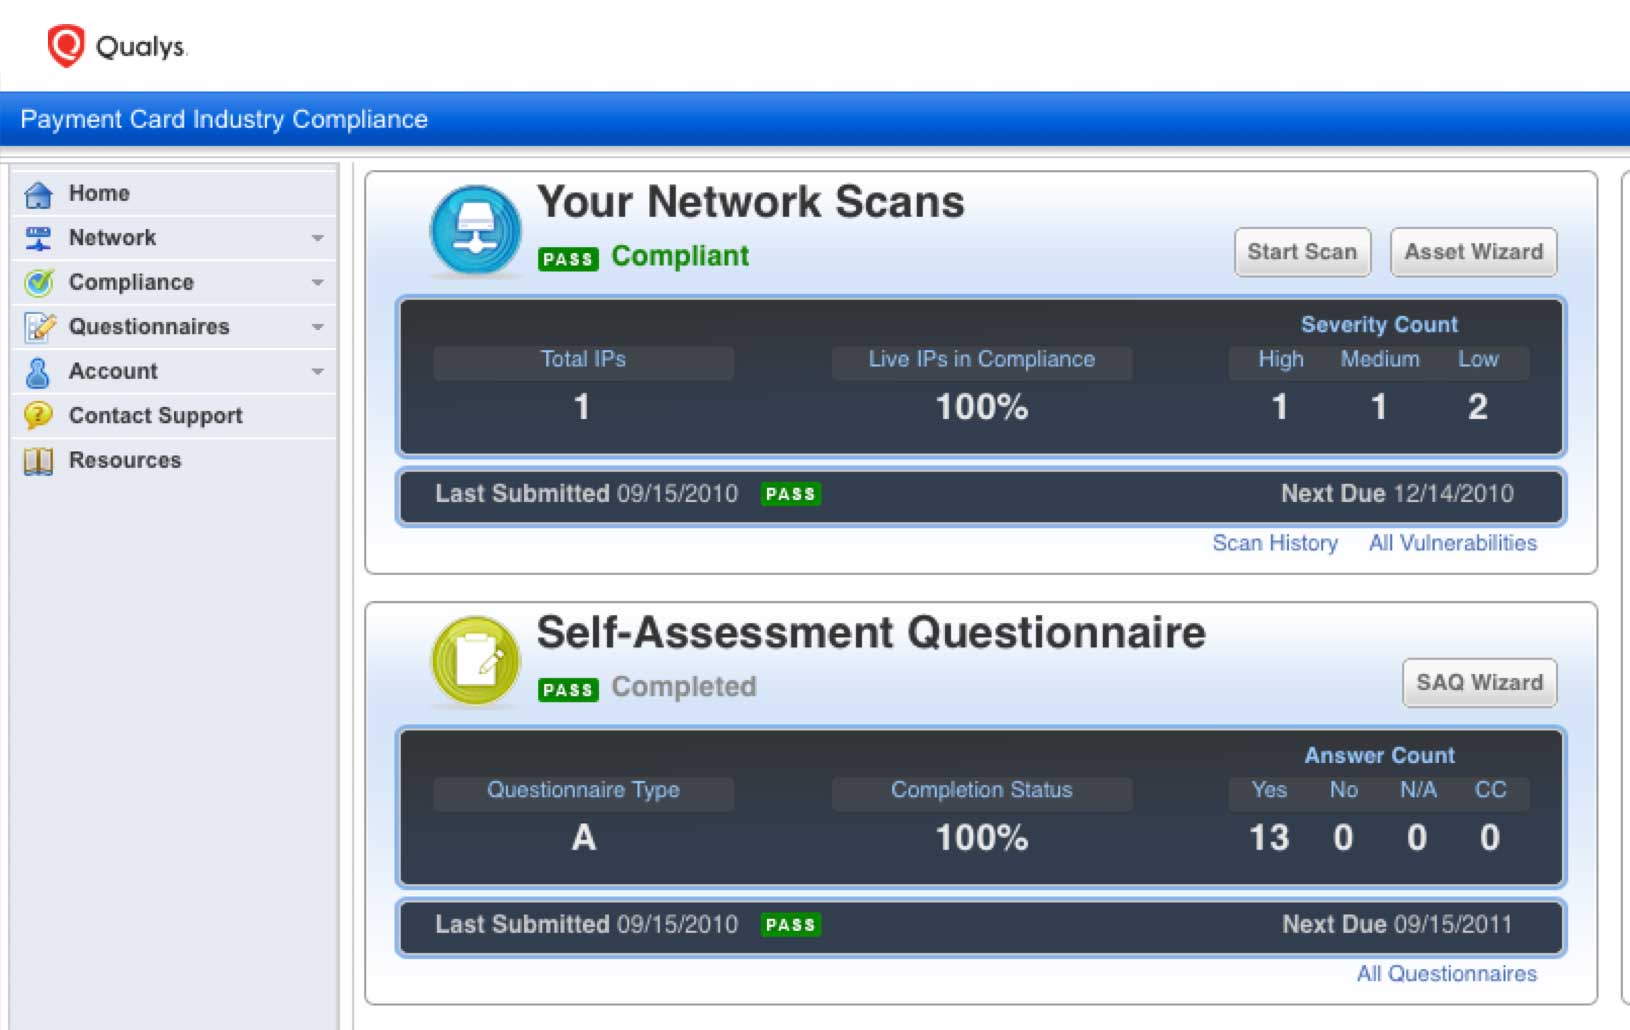 Qualys.
Payment Card Industry Compliance
Home
Network
Compliance
Questionnaires
Account
Contact Support
Resources
Your Network Scans
PASS Compliant
Start Scan Asset Wizard
Severity Count
Total IPs Live IPs in Compliance High Medium Low
1 100% 1 1 2
Last Submitted 09/15/2010 PASS Next Due 12/14/2010
Scan History All Vulnerabilities
Self-Assessment Questionnaire
PASS Completed
SAQ Wizard
Answer Count
Questionnaire Type Completion Status Yes No N/A CC
A 100% 13 0 0 0
Last Submitted 09/15/2010 PASS Next Due 09/15/2011
All Questionnaires